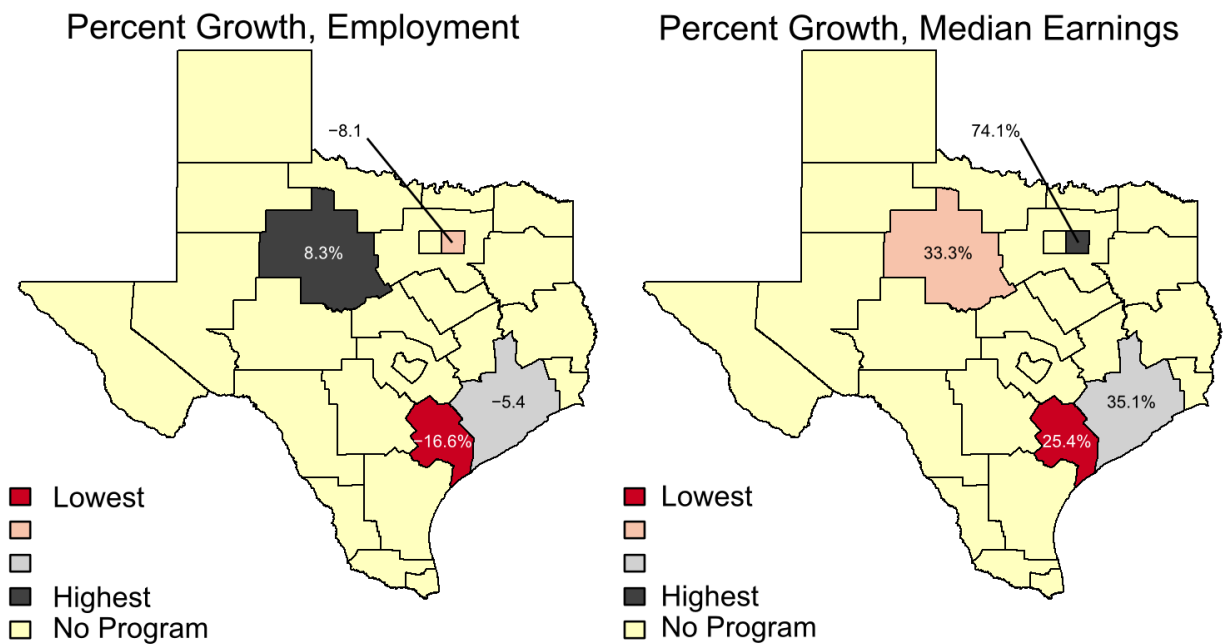 Percent Growth, Employment
−8.1
8.3%
−5.4
−16.6%
Lowest
Highest
No Program
Percent Growth, Median Earnings
74.1%
33.3%
35.1%
25.4%
Lowest
Highest
No Program